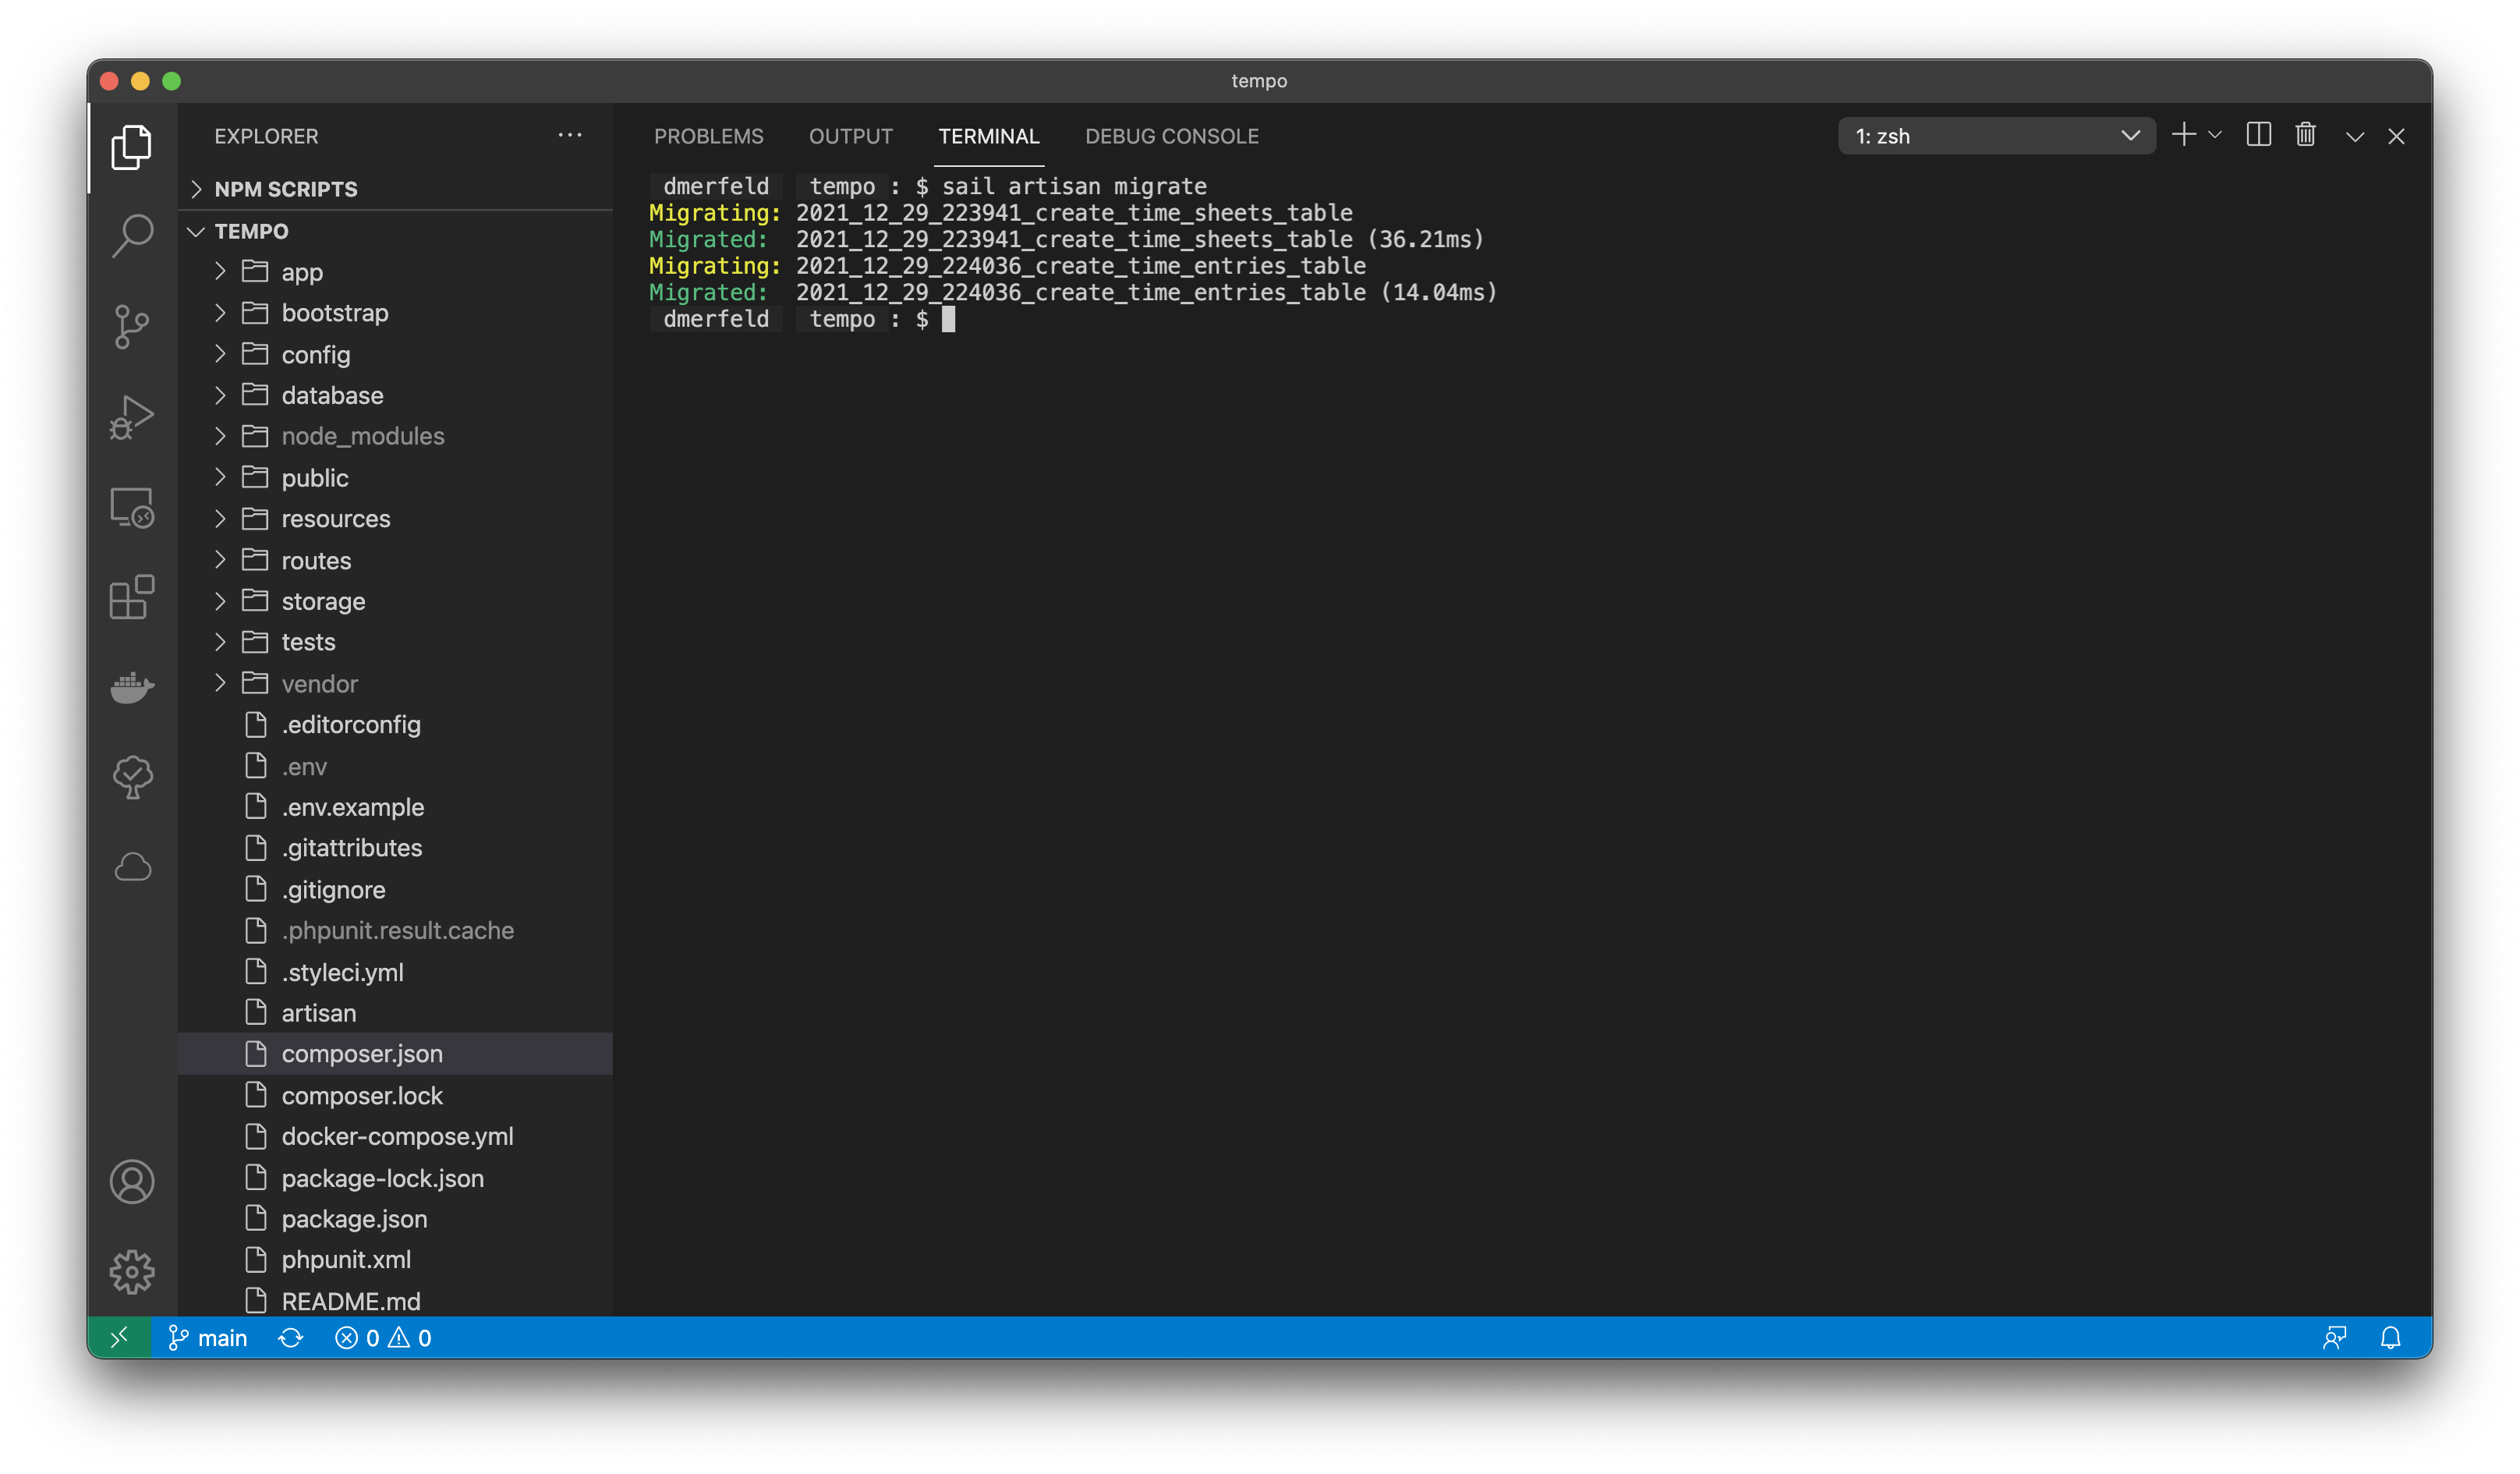 tempo
EXPLORER
NPM SCRIPTS
TEMPO
app
bootstrap
config
database
node_modules
public
resources
routes
storage
tests
vendor
.editorconfig
.env
.env.example
.gitattributes
.gitignore
.phpunit.result.cache
.styleci.yml
artisan
composer.json
composer.lock
docker-compose.yml
package-lock.json
package.json
phpunit.xml
README.md
PROBLEMS OUTPUT TERMINAL DEBUG CONSOLE 1: zsh
dmerfeld tempo : $ sail artisan migrate
Migrating: 2021_12_29_223941_create_time_sheets_table
Migrated: 2021_12_29_223941_create_time_sheets_table (36.21ms)
Migrating: 2021_12_29_224036_create_time_entries_table
Migrated: 2021_12_29_224036_create_time_entries_table (14.04ms)
dmerfeld tempo : $
main 0 0